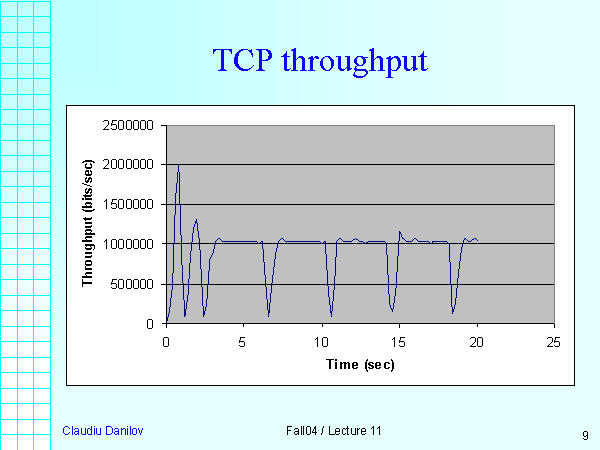 TCP throughput
2500000
2000000
1500000
1000000
500000
0
Throughput (bits/sec)
0 5 10 15 20 25
Time (sec)
Claudiu Danilov Fall04 / Lecture 11 9